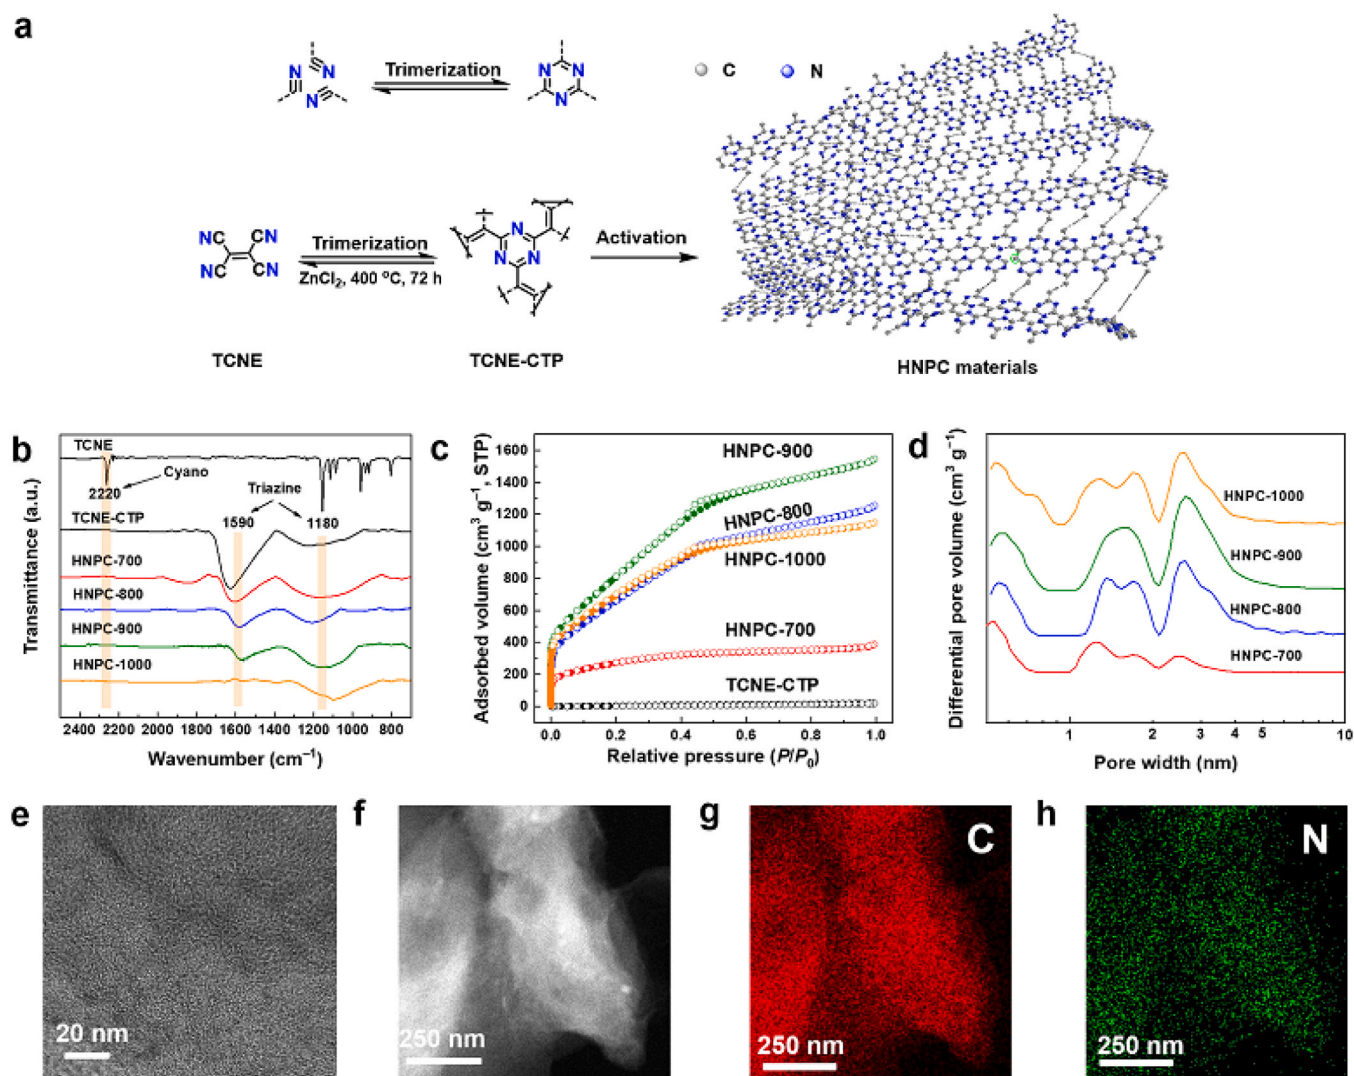 a
N
N
N
Trimerization
N
N
N
C
N
CN
CN
CN
CN
Trimerization
ZnCl2, 400 °C, 72 h
N
N
N
Activation
TCNE
TCNE-CTP
HNPC materials
b
Transmittance (a.u.)
TCNE
2220
Cyano
Triazine
TCNE-CTP
1590
1180
HNPC-700
HNPC-800
HNPC-900
HNPC-1000
2400 2200 2000 1800 1600 1400 1200 1000 800
Wavenumber (cm−1)
c
Adsorbed volume (cm3 g−1, STP)
1600
1400
1200
1000
800
600
400
200
0
HNPC-900
HNPC-800
HNPC-1000
HNPC-700
TCNE-CTP
0.0 0.2 0.4 0.6 0.8 1.0
Relative pressure (P/P0)
d
Differential pore volume (cm3 g−1)
HNPC-1000
HNPC-900
HNPC-800
HNPC-700
1 2 3 4 5 10
Pore width (nm)
e
20 nm
f
250 nm
g
C
250 nm
h
N
250 nm